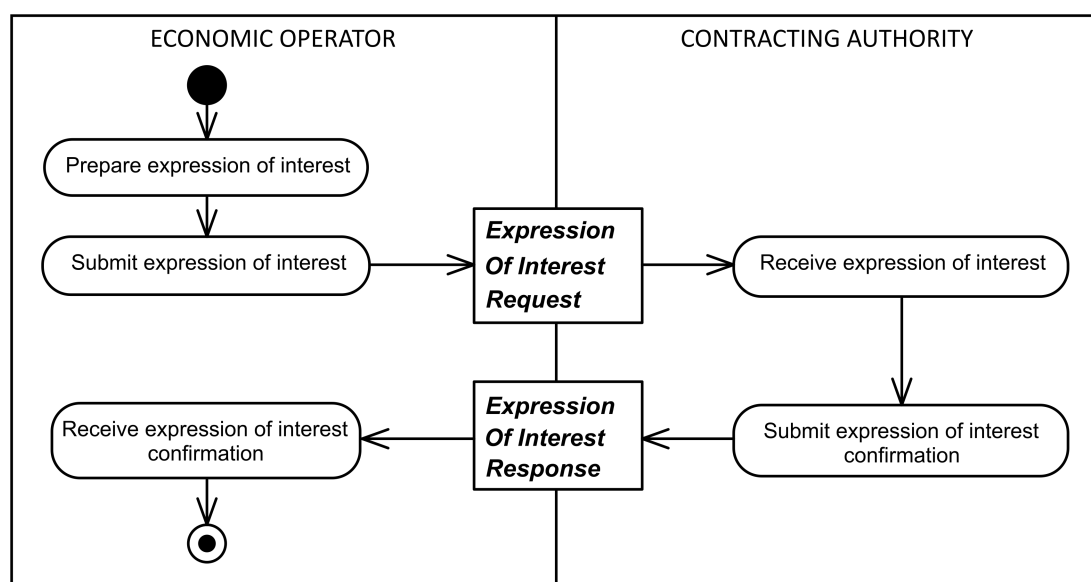 ECONOMIC OPERATOR
CONTRACTING AUTHORITY
Prepare expression of interest
Submit expression of interest
Expression
Of Interest
Request
Receive expression of interest
Receive expression of interest
confirmation
Expression
Of Interest
Response
Submit expression of interest
confirmation